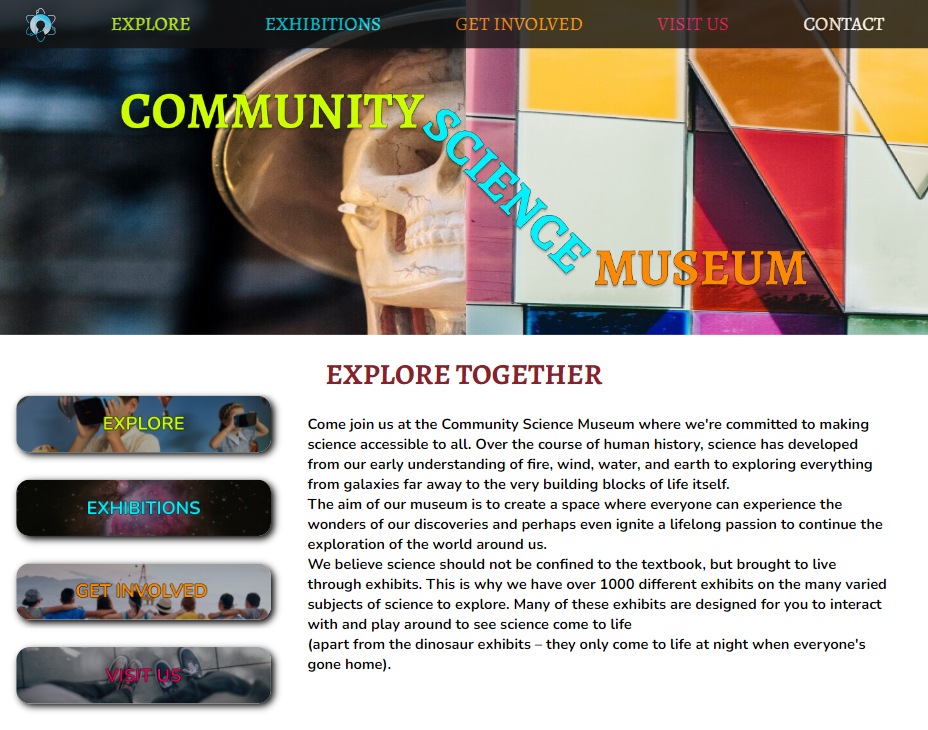 EXPLORE EXHIBITIONS GET INVOLVED VISIT US CONTACT
COMMUNITY
SCIENCE
MUSEUM
EXPLORE TOGETHER
EXPLORE
EXHIBITIONS
GET INVOLVED
VISIT US
Come join us at the Community Science Museum where we're committed to making
science accessible to all. Over the course of human history, science has developed
from our early understanding of fire, wind, water, and earth to exploring everything
from galaxies far away to the very building blocks of life itself.
The aim of our museum is to create a space where everyone can experience the
wonders of our discoveries and perhaps even ignite a lifelong passion to continue the
exploration of the world around us.
We believe science should not be confined to the textbook, but brought to live
through exhibits. This is why we have over 1000 different exhibits on the many varied
subjects of science to explore. Many of these exhibits are designed for you to interact
with and play around to see science come to life
(apart from the dinosaur exhibits – they only come to life at night when everyone's
gone home).